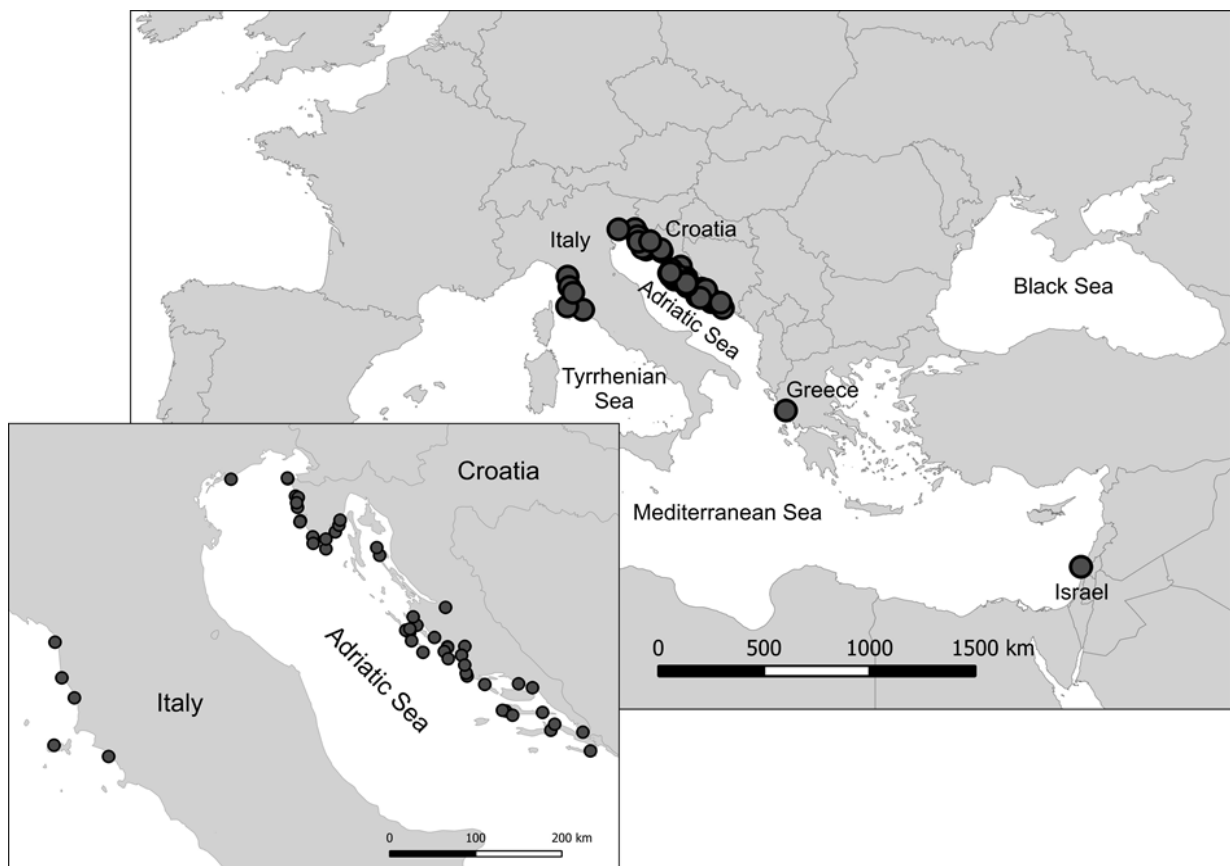 Italy
Croatia
Adriatic Sea
Black Sea
Tyrrhenian
Sea
Greece
Mediterranean Sea
Israel
0 500 1000 1500 km
Croatia
Adriatic Sea
Italy
0 100 200 km